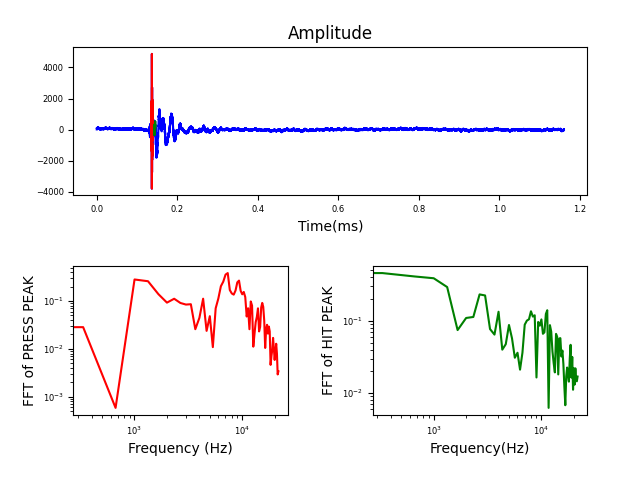 Amplitude
4000
2000
0
−2000
−4000
0.0 0.2 0.4 0.6 0.8 1.0 1.2
Time(ms)
FFT of PRESS PEAK
10⁻¹
10⁻²
10⁻³
10³ 10⁴
Frequency (Hz)
FFT of HIT PEAK
10⁻¹
10⁻²
10³ 10⁴
Frequency(Hz)